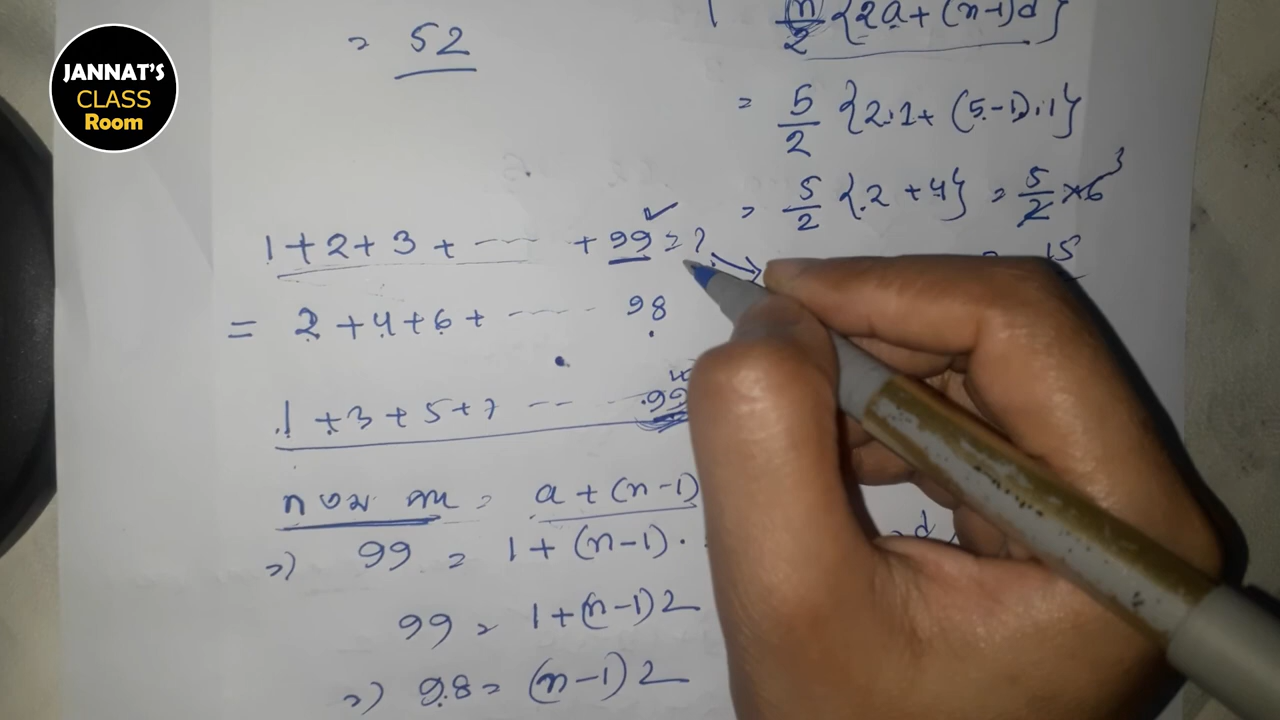 JANNAT'S
CLASS
Room
= 52
n/2 {2a + (n-1)d}
= 5/2 {2.1 + (5-1).1}
= 5/2 {2 + 4} = 5/2 × 6 3
= 15
1 + 2 + 3 + ---- + 99 = ?
= 2 + 4 + 6 + ---- 98
1 + 3 + 5 + 7 -- -- 99
n তম পদ = a + (n-1)
d
=) 99 = 1 + (n-1) .
99 = 1 + (n-1) 2
=) 98 = (n-1) 2